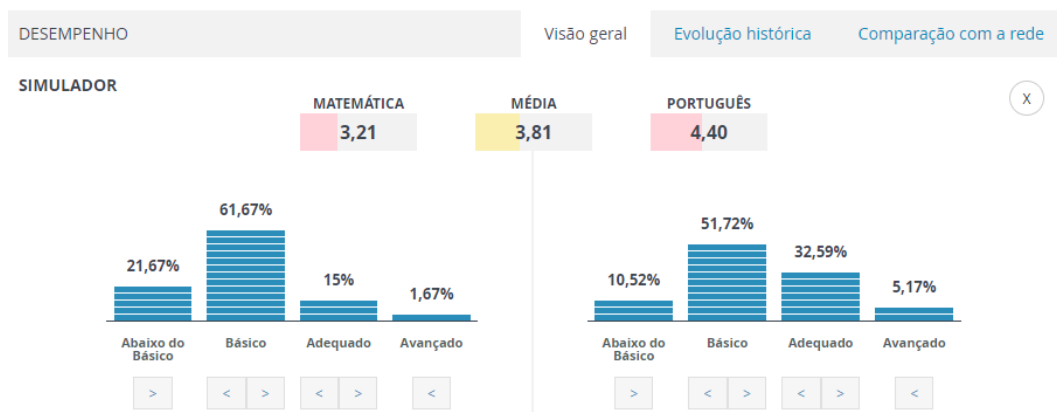 DESEMPENHO Visão geral Evolução histórica Comparação com a rede
SIMULADOR
X
MATEMÁTICA MÉDIA PORTUGUÊS
3,21 3,81 4,40
21,67% 61,67% 15% 1,67%
Abaixo do Básico Básico Adequado Avançado
> < > < > <
10,52% 51,72% 32,59% 5,17%
Abaixo do Básico Básico Adequado Avançado
> < > < > <